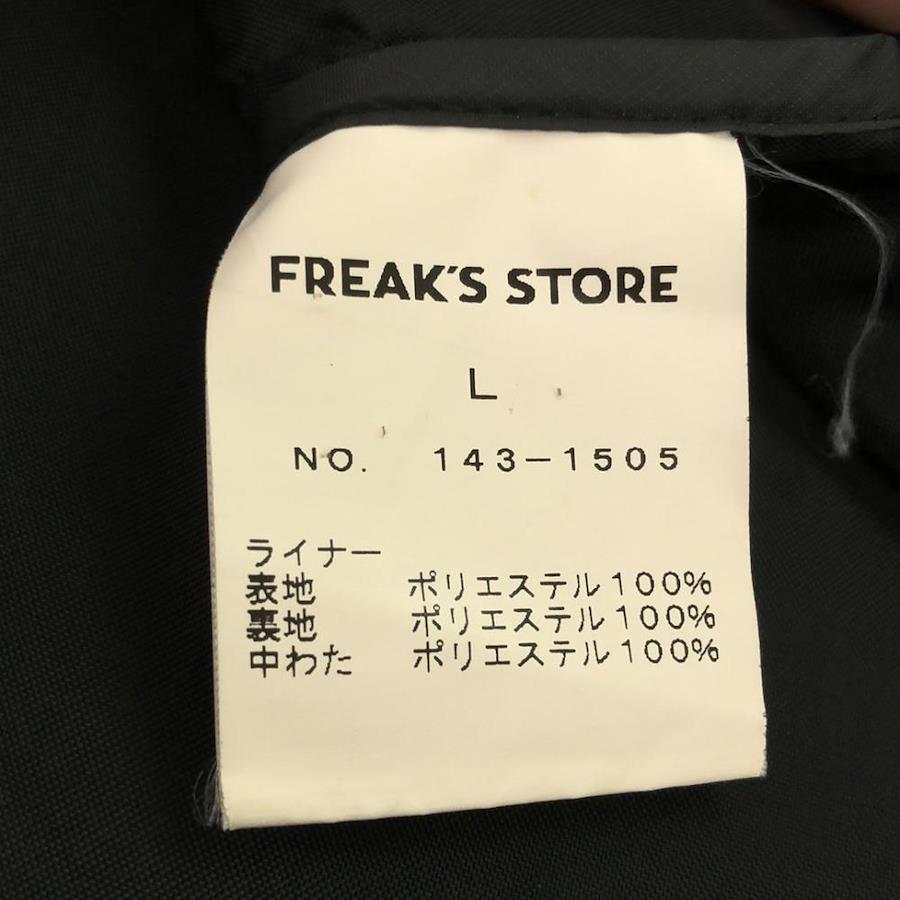 FREAK'S STORE
L
NO. 143-1505
ライナー
表地 ポリエステル100%
裏地 ポリエステル100%
中わた ポリエステル100%